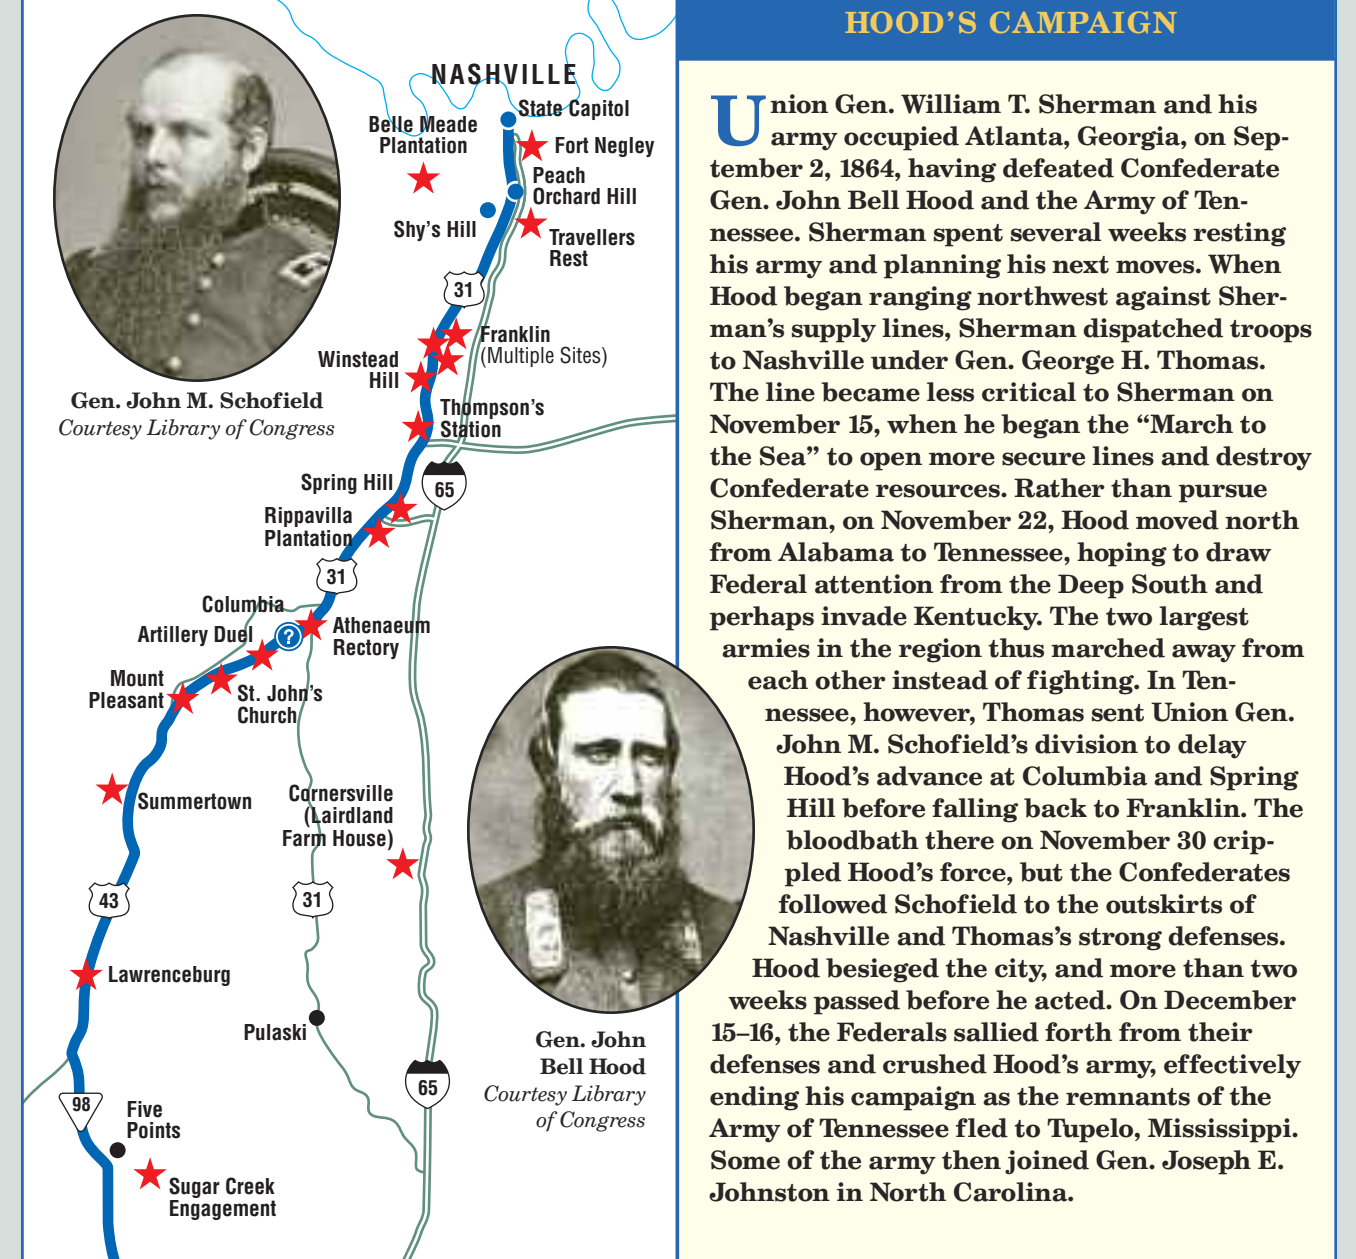 NASHVILLE
State Capitol
Belle Meade
Plantation
Fort Negley
Peach
Orchard Hill
Shy's Hill
Travellers
Rest
31
Franklin
(Multiple Sites)
Winstead
Hill
Gen. John M. Schofield
Courtesy Library of Congress
Thompson's
Station
Spring Hill
65
Rippavilla
Plantation
31
Columbia
Artillery Duel
?
Athenaeum
Rectory
Mount
Pleasant
St. John's
Church
Summertown
Cornersville
(Lairdland
Farm House)
43
31
Lawrenceburg
Pulaski
Gen. John
Bell Hood
Courtesy Library
of Congress
65
98
Five
Points
Sugar Creek
Engagement
HOOD'S CAMPAIGN
Union Gen. William T. Sherman and his
army occupied Atlanta, Georgia, on Sep-
tember 2, 1864, having defeated Confederate
Gen. John Bell Hood and the Army of Ten-
nessee. Sherman spent several weeks resting
his army and planning his next moves. When
Hood began ranging northwest against Sher-
man's supply lines, Sherman dispatched troops
to Nashville under Gen. George H. Thomas.
The line became less critical to Sherman on
November 15, when he began the “March to
the Sea” to open more secure lines and destroy
Confederate resources. Rather than pursue
Sherman, on November 22, Hood moved north
from Alabama to Tennessee, hoping to draw
Federal attention from the Deep South and
perhaps invade Kentucky. The two largest
armies in the region thus marched away from
each other instead of fighting. In Ten-
nessee, however, Thomas sent Union Gen.
John M. Schofield's division to delay
Hood's advance at Columbia and Spring
Hill before falling back to Franklin. The
bloodbath there on November 30 crip-
pled Hood's force, but the Confederates
followed Schofield to the outskirts of
Nashville and Thomas's strong defenses.
Hood besieged the city, and more than two
weeks passed before he acted. On December
15–16, the Federals sallied forth from their
defenses and crushed Hood's army, effectively
ending his campaign as the remnants of the
Army of Tennessee fled to Tupelo, Mississippi.
Some of the army then joined Gen. Joseph E.
Johnston in North Carolina.